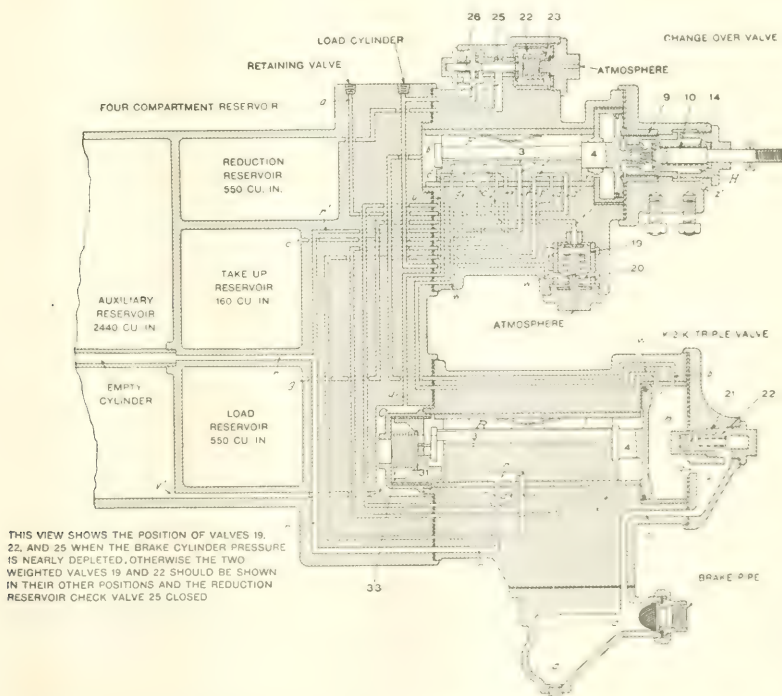 26 25 22 23
LOAD CYLINDER
CHANGE OVER VALVE
RETAINING VALVE
ATMOSPHERE
FOUR COMPARTMENT RESERVOIR
a
9 10 14
REDUCTION
RESERVOIR
550 CU. IN.
3
4
H
TAKE UP
RESERVOIR
160 CU. IN
c
19
20
AUXILIARY
RESERVOIR
2440 CU. IN.
ATMOSPHERE
K 2 K TRIPLE VALVE
EMPTY
CYLINDER
21
22
LOAD
RESERVOIR
550 CU. IN
R
4
31
THIS VIEW SHOWS THE POSITION OF VALVES 19,
22, AND 25 WHEN THE BRAKE CYLINDER PRESSURE
IS NEARLY DEPLETED, OTHERWISE THE TWO
WEIGHTED VALVES 19 AND 22 SHOULD BE SHOWN
IN THEIR OTHER POSITIONS AND THE REDUCTION
RESERVOIR CHECK VALVE 25 CLOSED
33
BRAKE PIPE